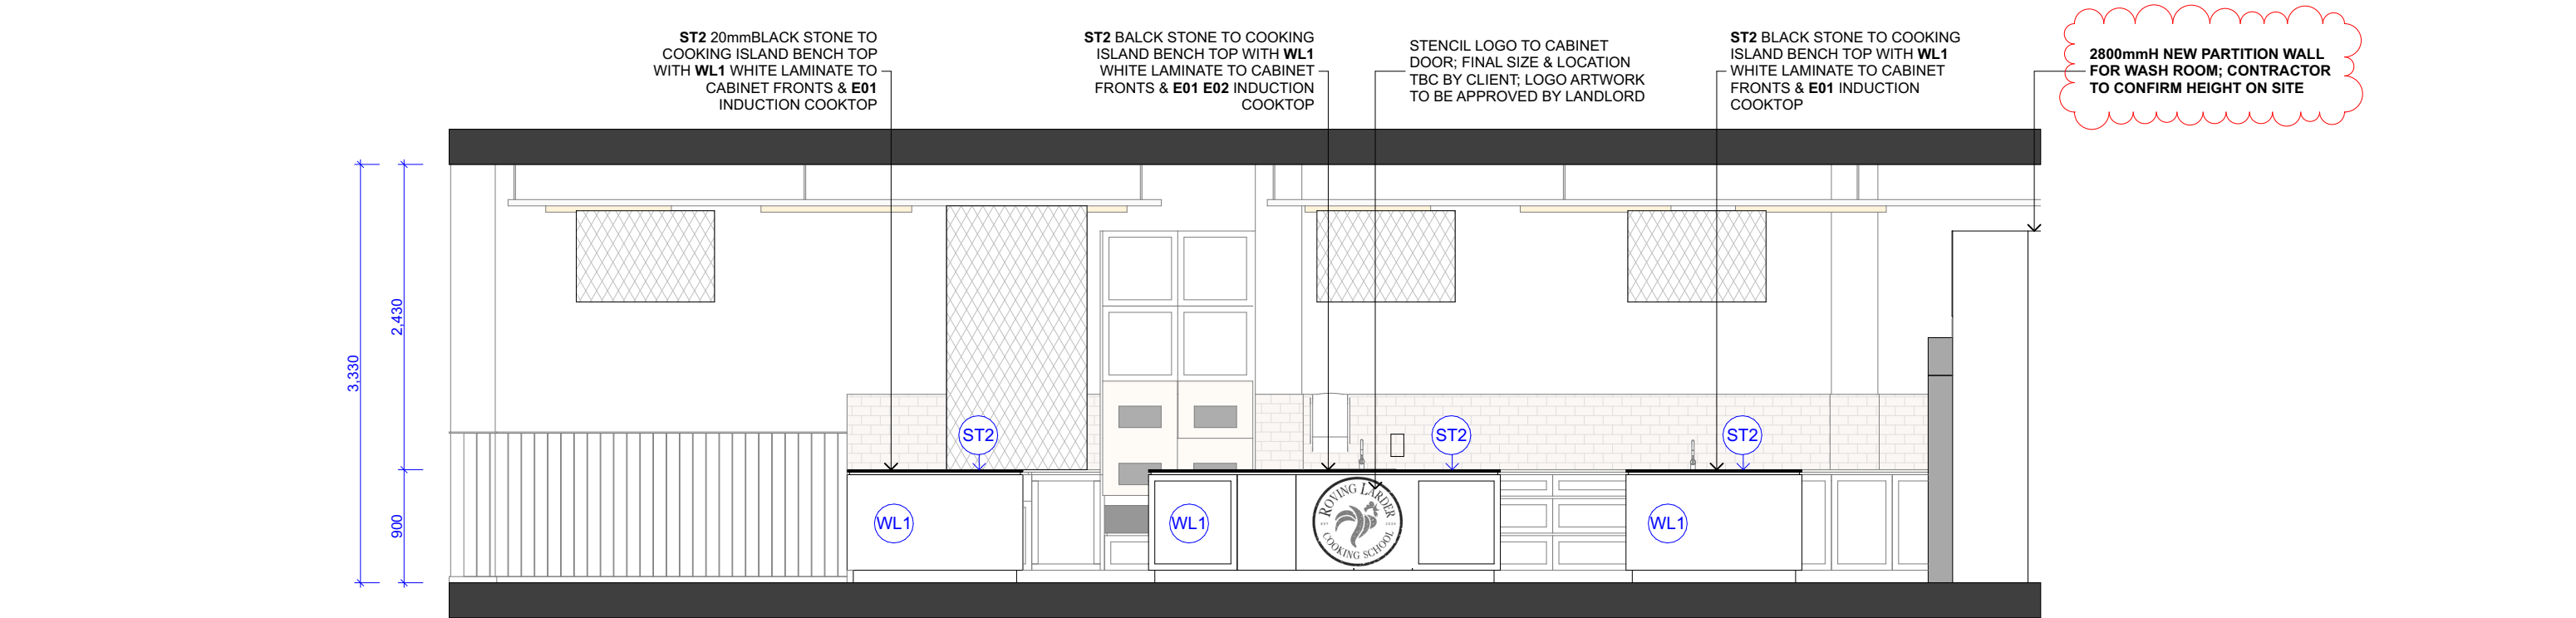 ST2 20mmBLACK STONE TO
COOKING ISLAND BENCH TOP
WITH WL1 WHITE LAMINATE TO
CABINET FRONTS & E01
INDUCTION COOKTOP
ST2 BALCK STONE TO COOKING
ISLAND BENCH TOP WITH WL1
WHITE LAMINATE TO CABINET
FRONTS & E01 E02 INDUCTION
COOKTOP
STENCIL LOGO TO CABINET
DOOR; FINAL SIZE & LOCATION
TBC BY CLIENT; LOGO ARTWORK
TO BE APPROVED BY LANDLORD
ST2 BLACK STONE TO COOKING
ISLAND BENCH TOP WITH WL1
WHITE LAMINATE TO CABINET
FRONTS & E01 INDUCTION
COOKTOP
2800mmH NEW PARTITION WALL
FOR WASH ROOM; CONTRACTOR
TO CONFIRM HEIGHT ON SITE
3,330
2,430
900
ST2
ST2
ST2
WL1
WL1
WL1
ROVING LARDER
EST
COOKING SCHOOL